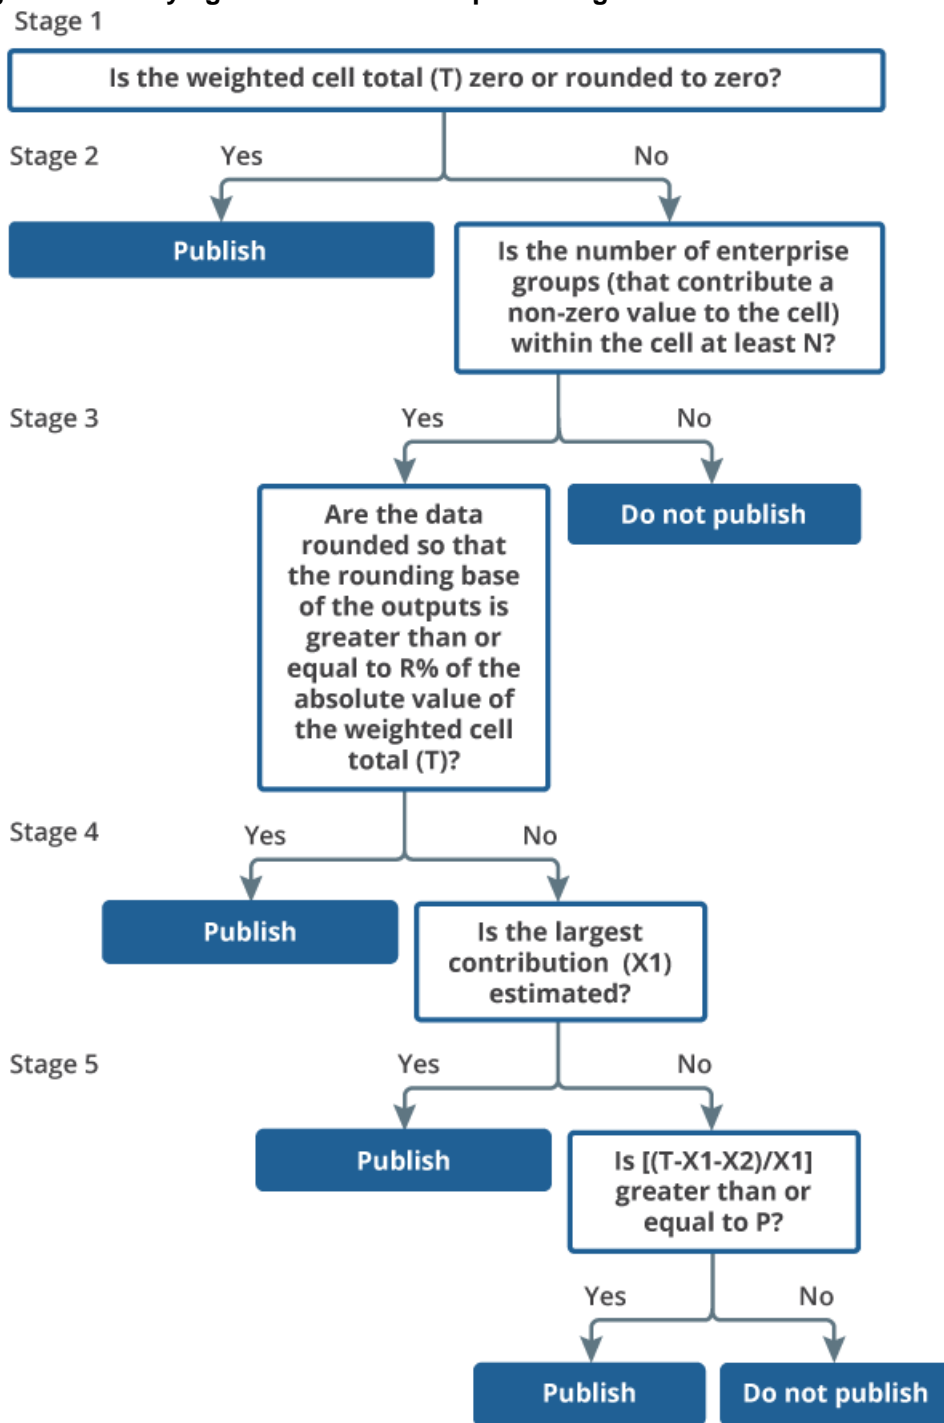 Stage 1
Is the weighted cell total (T) zero or rounded to zero?
Stage 2
Yes
No
Publish
Is the number of enterprise
groups (that contribute a
non-zero value to the cell)
within the cell at least N?
Stage 3
Yes
No
Are the data
rounded so that
the rounding base
of the outputs is
greater than or
equal to R% of the
absolute value of
the weighted cell
total (T)?
Do not publish
Stage 4
Yes
No
Publish
Is the largest
contribution (X1)
estimated?
Stage 5
Yes
No
Publish
Is [(T-X1-X2)/X1]
greater than or
equal to P?
Yes
No
Publish
Do not publish